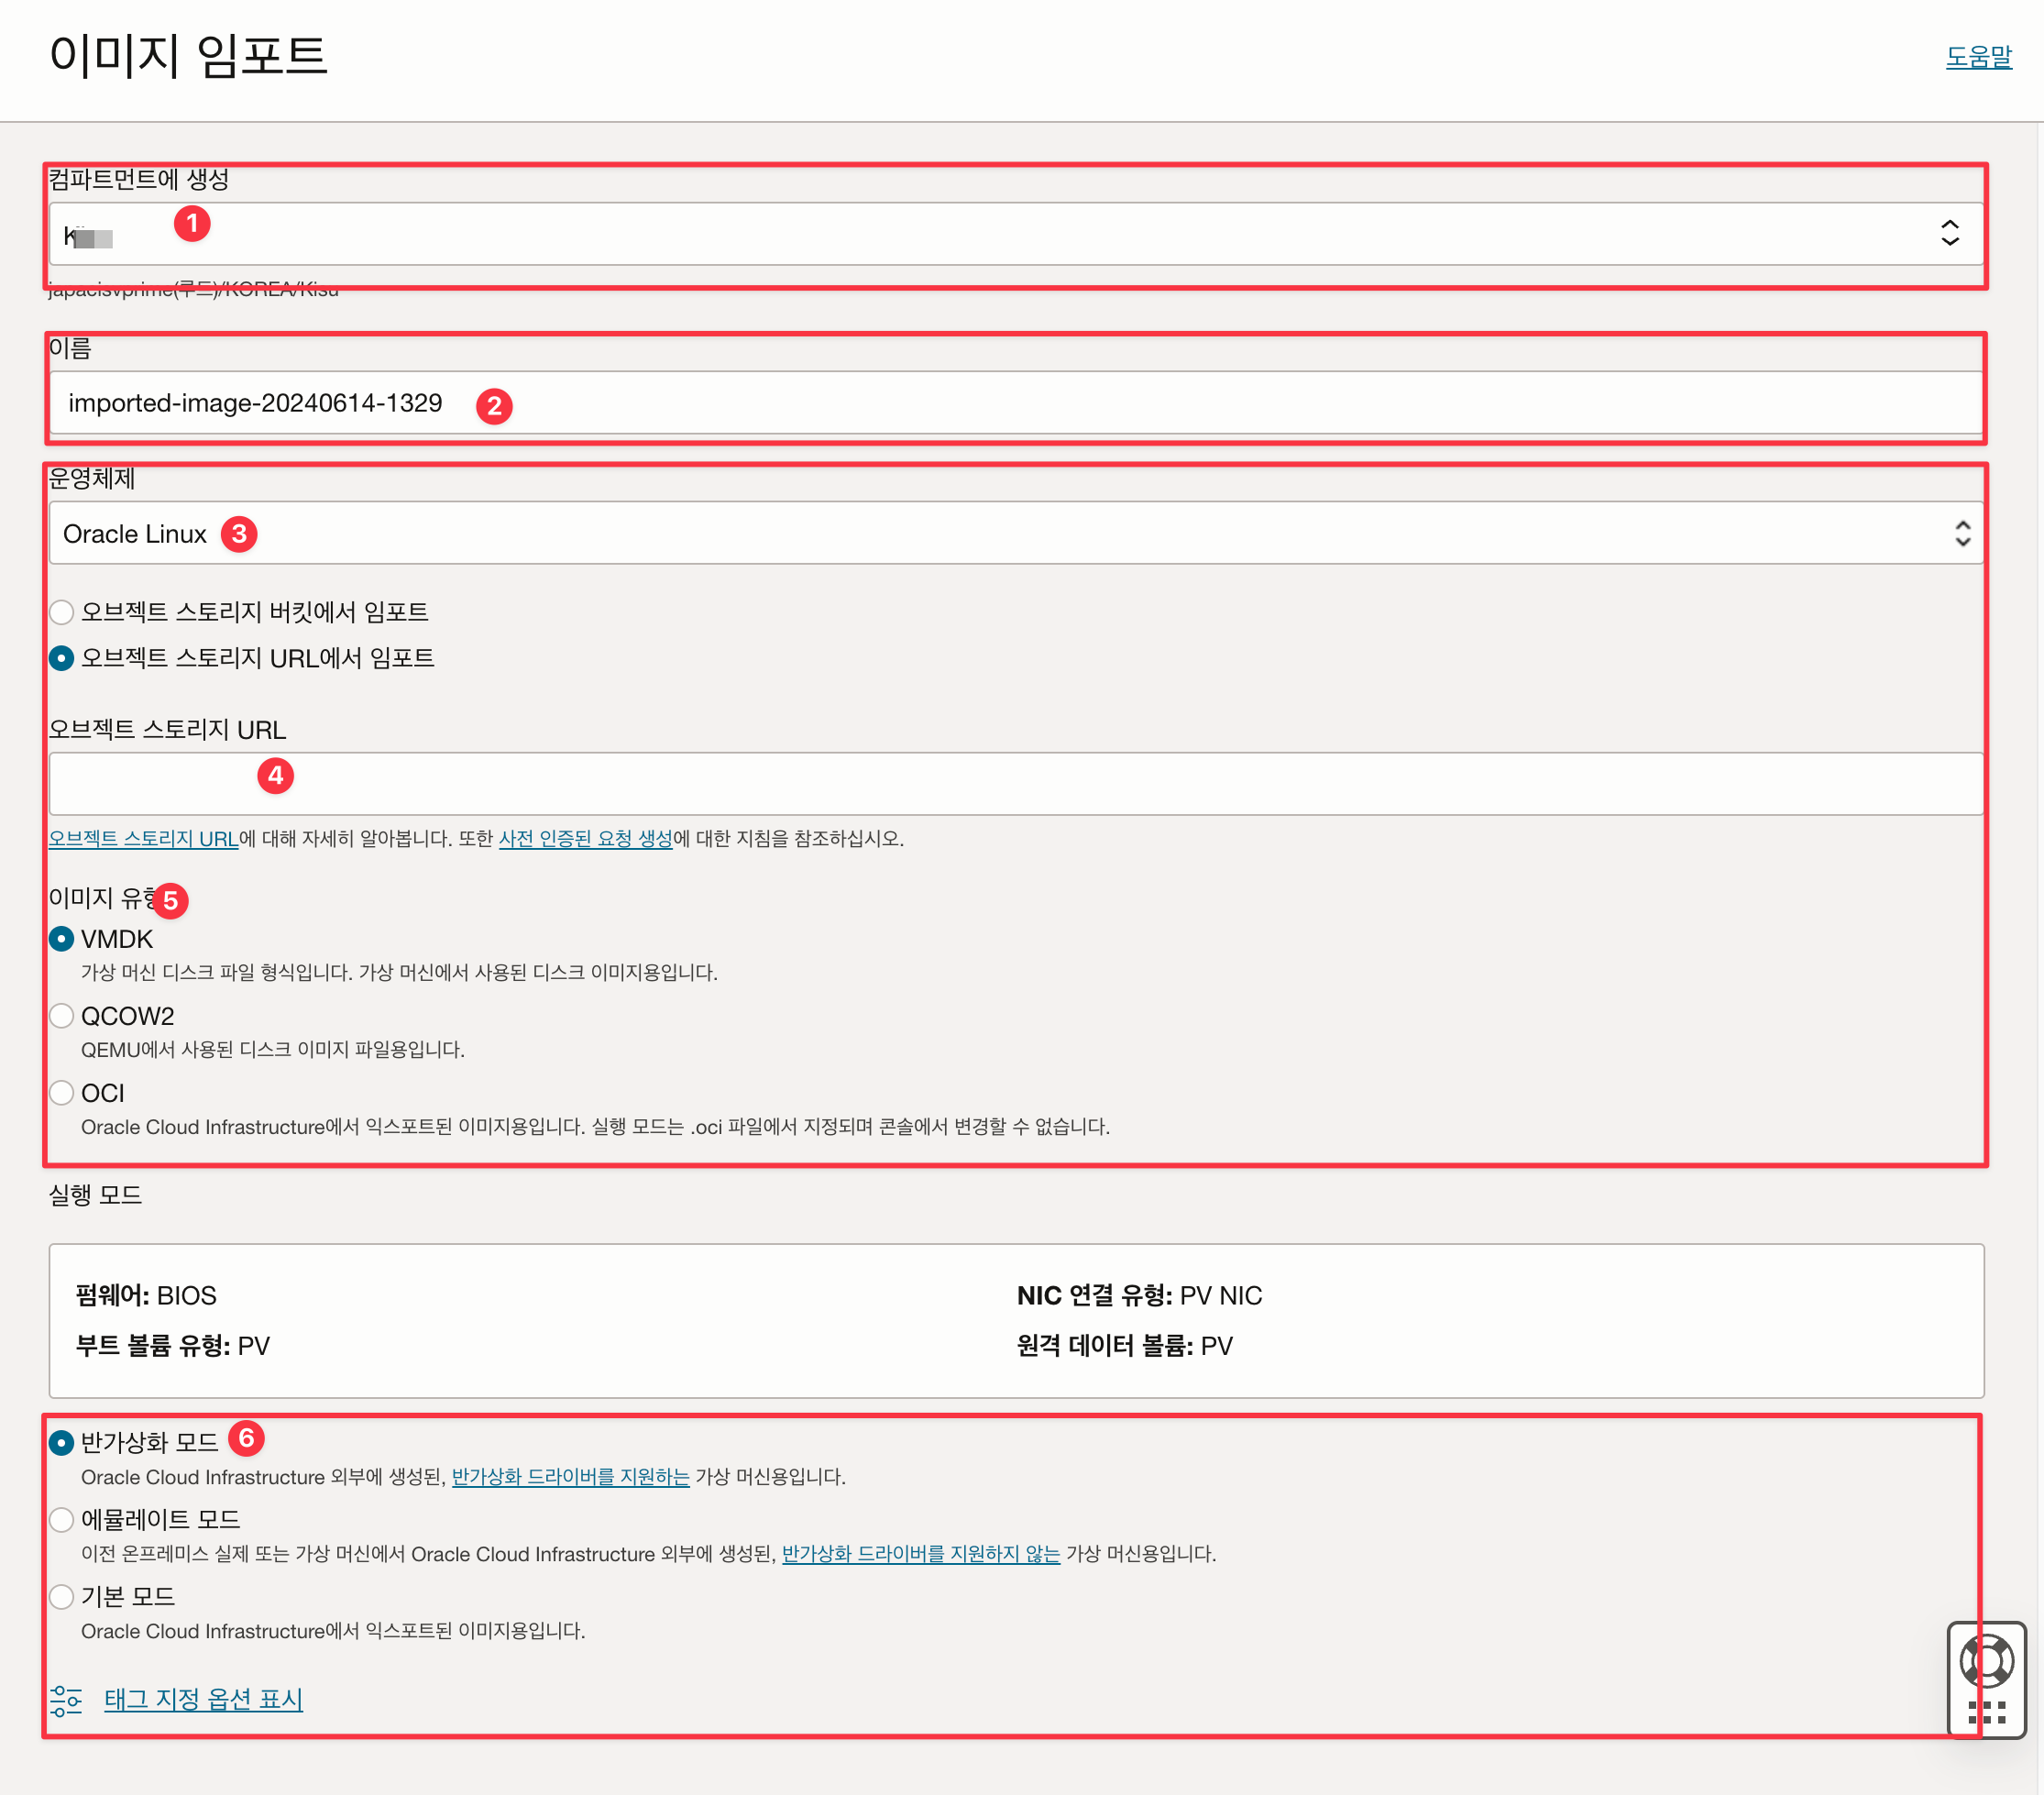 이미지 임포트
도움말
컴파트먼트에 생성
1
japacisvprime(루트)/KOREA/Kisu
이름
imported-image-20240614-1329
2
운영체제
Oracle Linux
3
오브젝트 스토리지 버킷에서 임포트
오브젝트 스토리지 URL에서 임포트
오브젝트 스토리지 URL
4
오브젝트 스토리지 URL에 대해 자세히 알아봅니다. 또한 사전 인증된 요청 생성에 대한 지침을 참조하십시오.
이미지 유형
5
VMDK
가상 머신 디스크 파일 형식입니다. 가상 머신에서 사용된 디스크 이미지용입니다.
QCOW2
QEMU에서 사용된 디스크 이미지 파일용입니다.
OCI
Oracle Cloud Infrastructure에서 익스포트된 이미지용입니다. 실행 모드는 .oci 파일에서 지정되며 콘솔에서 변경할 수 없습니다.
실행 모드
펌웨어: BIOS
NIC 연결 유형: PV NIC
부트 볼륨 유형: PV
원격 데이터 볼륨: PV
반가상화 모드
6
Oracle Cloud Infrastructure 외부에 생성된, 반가상화 드라이버를 지원하는 가상 머신용입니다.
에뮬레이트 모드
이전 온프레미스 실제 또는 가상 머신에서 Oracle Cloud Infrastructure 외부에 생성된, 반가상화 드라이버를 지원하지 않는 가상 머신용입니다.
기본 모드
Oracle Cloud Infrastructure에서 익스포트된 이미지용입니다.
태그 지정 옵션 표시